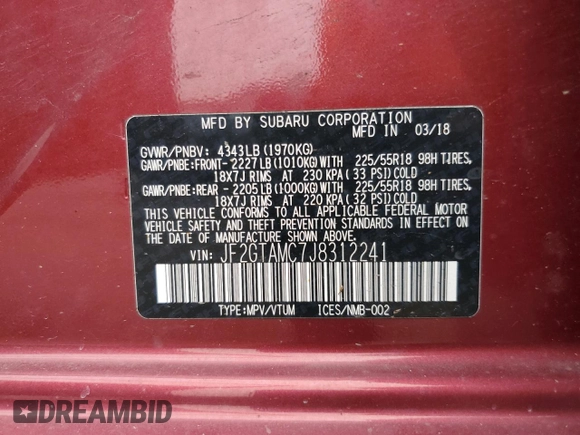 MFD BY SUBARU CORPORATION
MFD IN 03/18
GVWR/PNBV: 4343LB(1970KG)
GAWR/PNBE:FRONT- 2227LB(1010KG)WITH 225/55R18 98H TIRES,
18X7J RIMS AT 230 KPA( 33 PSI)COLD
GAWR/PNBE:REAR - 2205LB(1000KG)WITH 225/55R18 98H TIRES,
18X7J RIMS AT 220 KPA( 32 PSI)COLD
THIS VEHICLE CONFORMS TO ALL APPLICABLE FEDERAL MOTOR
VEHICLE SAFETY AND THEFT PREVENTION STANDARDS IN EFFECT ON
THE DATE OF MANUFACTURE SHOWN ABOVE.
VIN: JF2GTAMC7J8312241
TYPE:MPV/VTUM ICES/NMB-002
DREAMBID